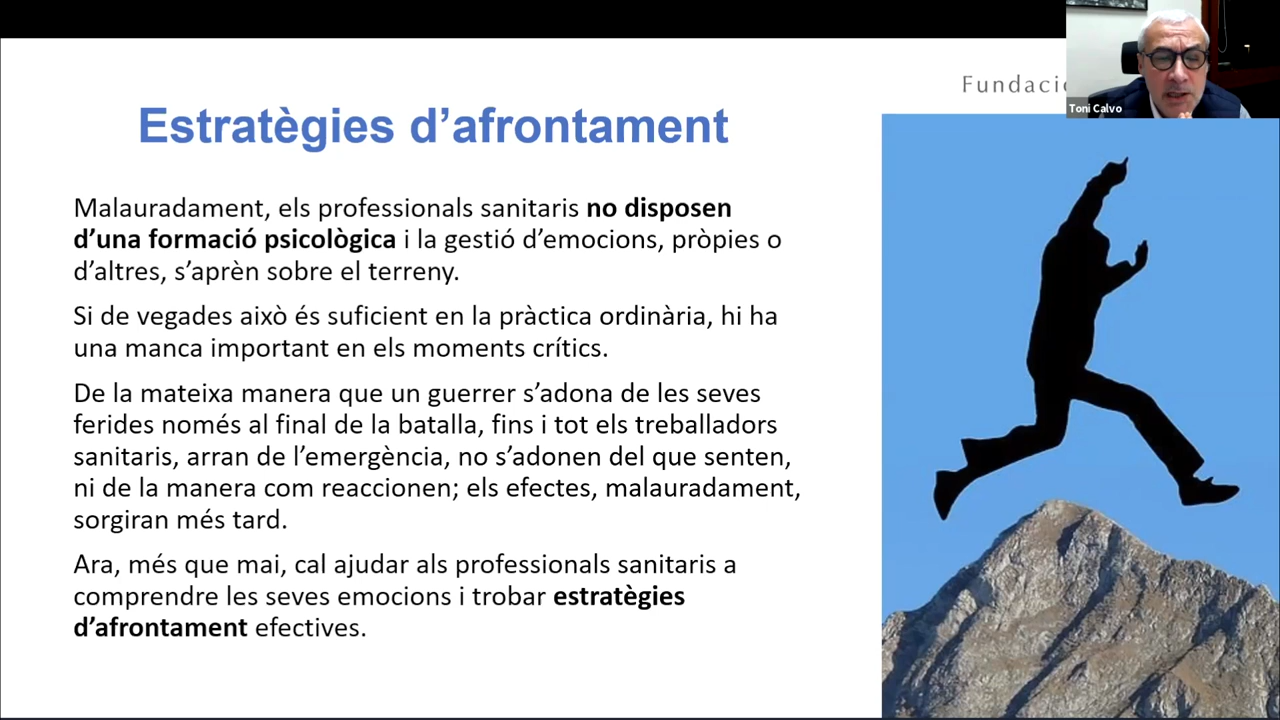 Fundació
Toni Calvo
Estratègies d’afrontament
Malauradament, els professionals sanitaris no disposen
d’una formació psicològica i la gestió d’emocions, pròpies o
d’altres, s’aprèn sobre el terreny.
Si de vegades això és suficient en la pràctica ordinària, hi ha
una manca important en els moments crítics.
De la mateixa manera que un guerrer s’adona de les seves
ferides només al final de la batalla, fins i tot els treballadors
sanitaris, arran de l’emergència, no s’adonen del que senten,
ni de la manera com reaccionen; els efectes, malauradament,
sorgiran més tard.
Ara, més que mai, cal ajudar als professionals sanitaris a
comprendre les seves emocions i trobar estratègies
d’afrontament efectives.